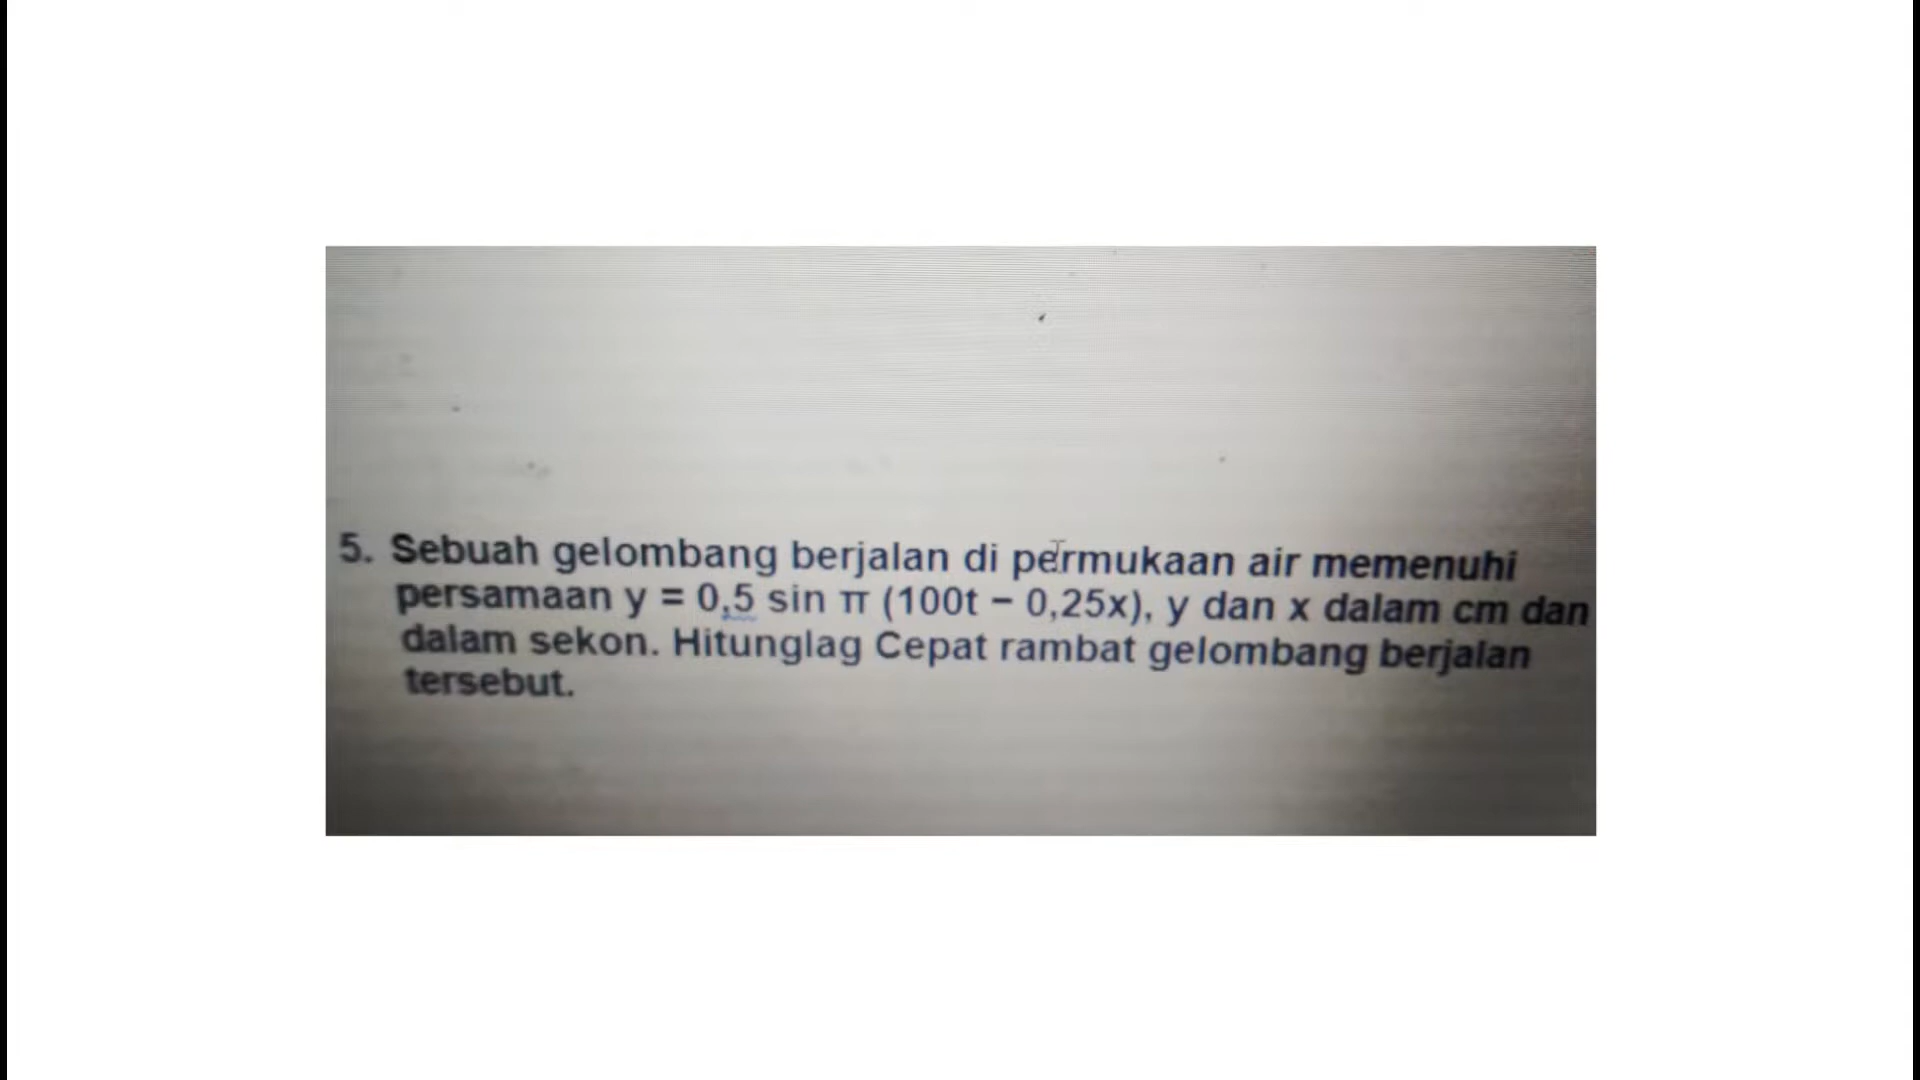 5. Sebuah gelombang berjalan di permukaan air memenuhi
persamaan y = 0,5 sin π (100t – 0,25x), y dan x dalam cm dan
dalam sekon. Hitunglag Cepat rambat gelombang berjalan
tersebut.